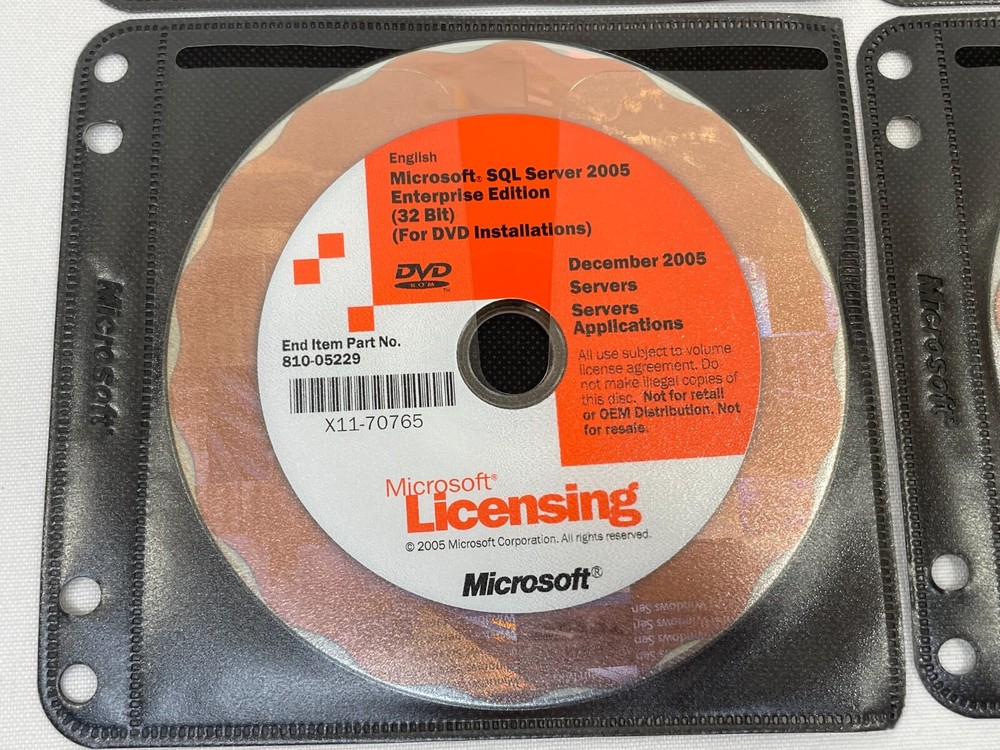 English
Microsoft® SQL Server 2005
Enterprise Edition
(32 Bit)
(For DVD Installations)
DVD
ROM
TM
December 2005
Servers
Servers
Applications
End Item Part No.
810-05229
X11-70765
All use subject to volume
license agreement. Do
not make illegal copies of
this disc. Not for retail
or OEM Distribution. Not
for resale.
Microsoft®
Licensing
© 2005 Microsoft Corporation. All rights reserved.
Microsoft®
Microsoft
Microsoft